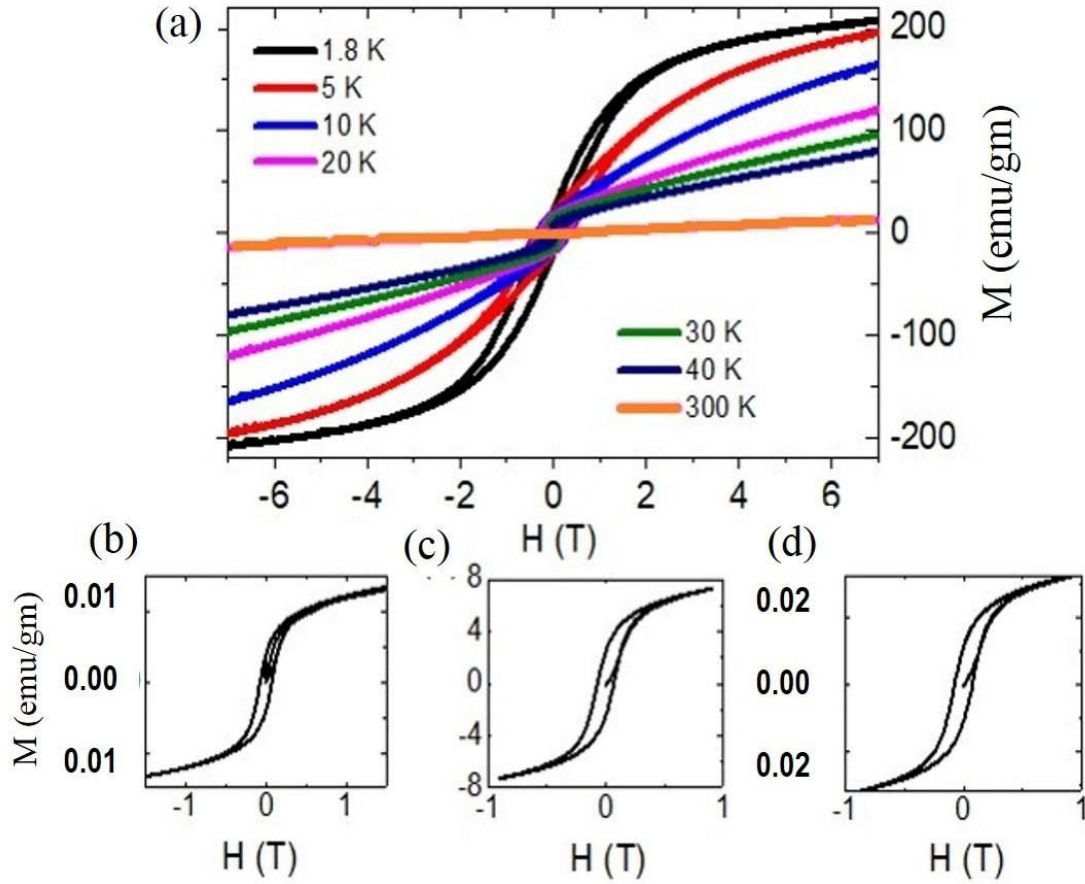 (a)
1.8 K
5 K
10 K
20 K
30 K
40 K
300 K
200
100
0
-100
-200
M (emu/gm)
-6 -4 -2 0 2 4 6
H (T)
(b)
M (emu/gm)
0.01
0.00
0.01
-1 0 1
H (T)
(c)
8
4
0
-4
-8
-1 0 1
H (T)
(d)
0.02
0.00
0.02
-1 0 1
H (T)